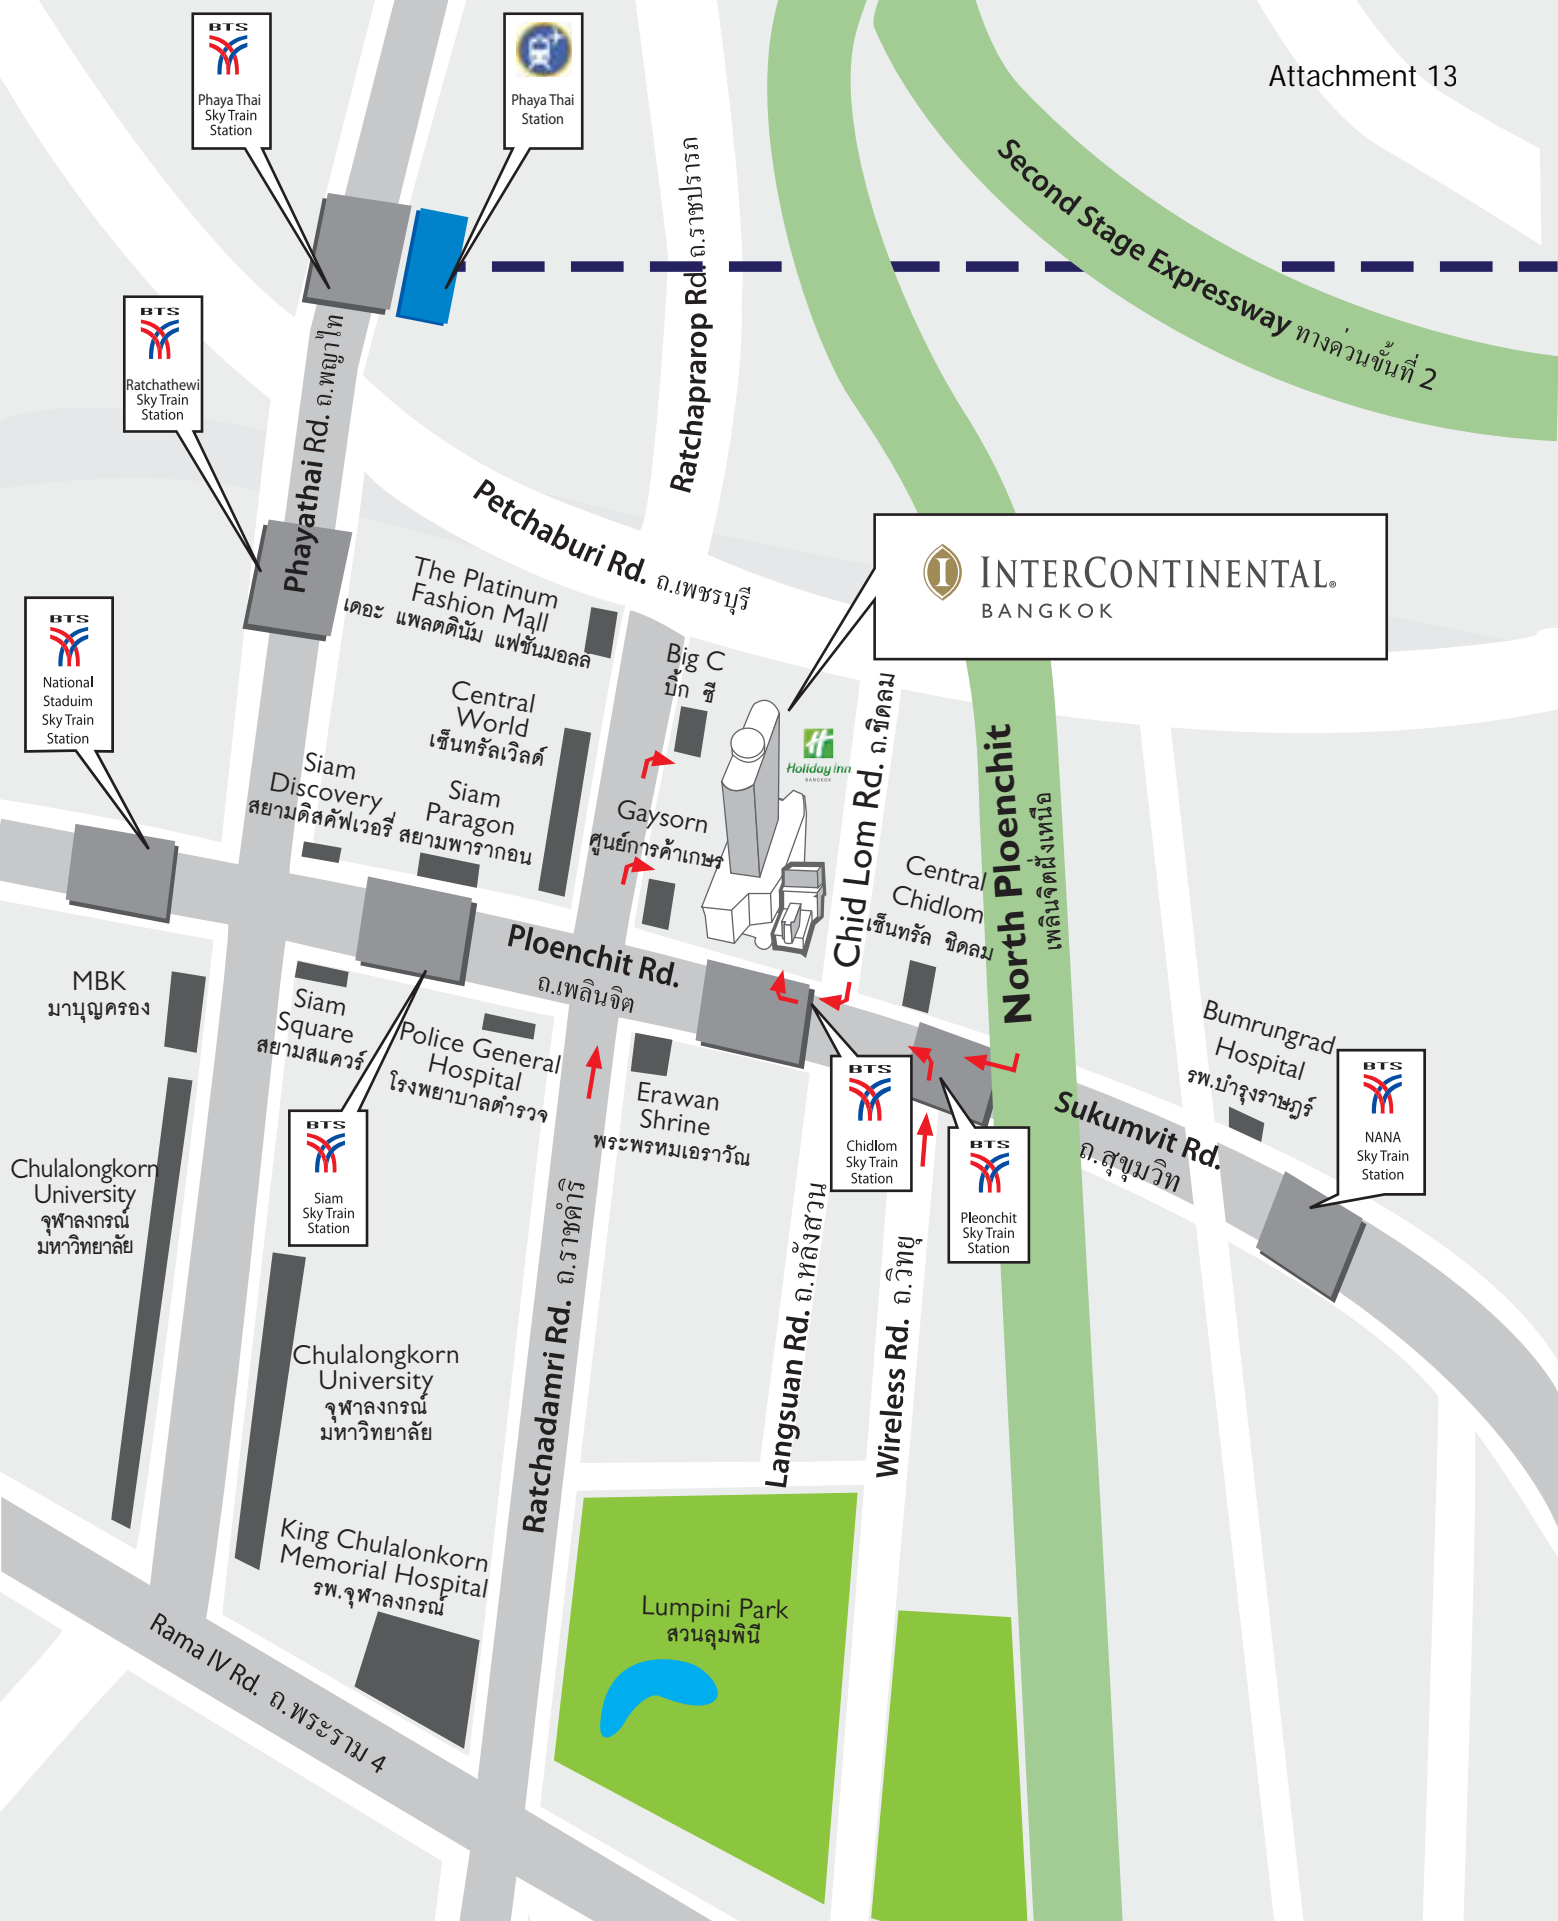 Attachment 13
BTS
Phaya Thai
Sky Train
Station
Phaya Thai
Station
Second Stage Expressway ทางด่วนขั้นที่ 2
Ratchaprarop Rd. ถ.ราชปรารภ
BTS
Ratchathewi
Sky Train
Station
Phayathai Rd. ถ.พญาไท
Petchaburi Rd. ถ.เพชรบุรี
INTERCONTINENTAL®
BANGKOK
The Platinum
Fashion Mall
เดอะ แพลตตินัม แฟชั่นมอลล์
BTS
National
Staduim
Sky Train
Station
Big C
บิ๊ก ซี
Central
World
เซ็นทรัลเวิลด์
Holiday Inn
BANGKOK
Chid Lom Rd. ถ.ชิดลม
North Ploenchit
เพลินจิตฝั่งเหนือ
Siam
Discovery
สยามดิสคัฟเวอรี่
Siam
Paragon
สยามพารากอน
Gaysorn
ศูนย์การค้าเกษร
Central
Chidlom
เซ็นทรัล ชิดลม
Ploenchit Rd.
ถ.เพลินจิต
MBK
มาบุญครอง
Siam
Square
สยามสแควร์
Police General
Hospital
โรงพยาบาลตำรวจ
Erawan
Shrine
พระพรหมเอราวัณ
BTS
Chidlom
Sky Train
Station
BTS
Pleonchit
Sky Train
Station
Sukumvit Rd.
ถ.สุขุมวิท
Bumrungrad
Hospital
รพ.บำรุงราษฎร์
BTS
NANA
Sky Train
Station
BTS
Siam
Sky Train
Station
Chulalongkorn
University
จุฬาลงกรณ์
มหาวิทยาลัย
Chulalongkorn
University
จุฬาลงกรณ์
มหาวิทยาลัย
Ratchadamri Rd. ถ.ราชดำริ
Langsuan Rd. ถ.หลังสวน
Wireless Rd. ถ.วิทยุ
King Chulalonkorn
Memorial Hospital
รพ.จุฬาลงกรณ์
Lumpini Park
สวนลุมพินี
Rama IV Rd. ถ.พระราม 4